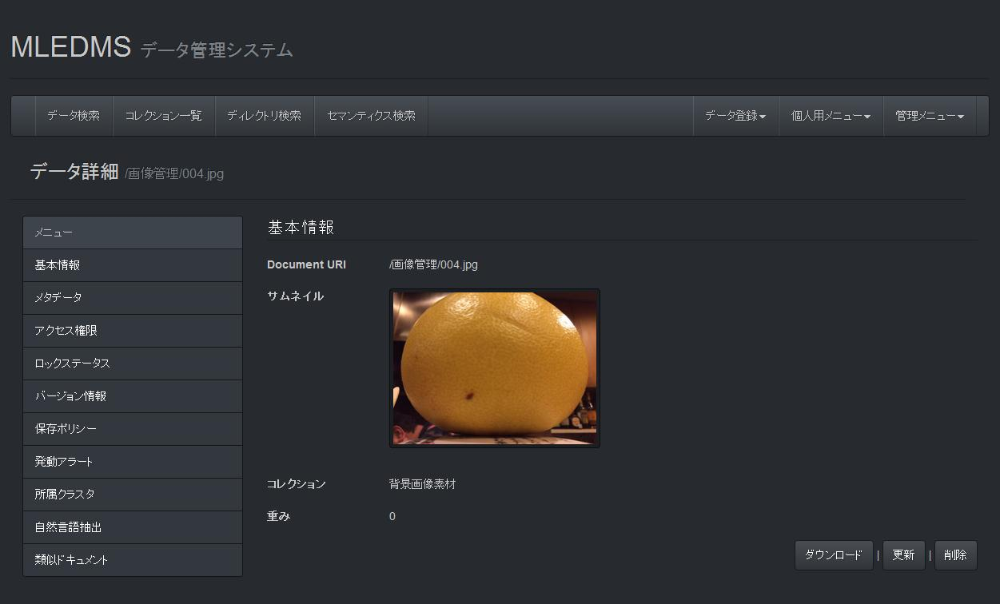 MLEDMS データ管理システム
データ検索 コレクション一覧 ディレクトリ検索 セマンティクス検索 データ登録 個人用メニュー 管理メニュー
データ詳細 /画像管理/004.jpg
メニュー
基本情報
メタデータ
アクセス権限
ロックステータス
バージョン情報
保存ポリシー
発動アラート
所属クラスタ
自然言語抽出
類似ドキュメント
基本情報
Document URI /画像管理/004.jpg
サムネイル
コレクション 背景画像素材
重み 0
ダウンロード | 更新 | 削除